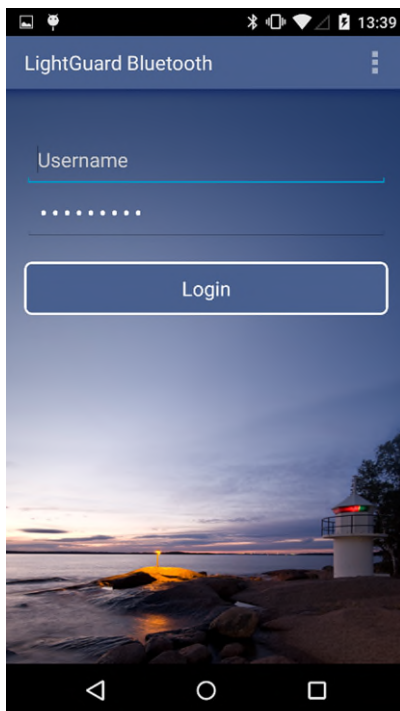 13:39
LightGuard Bluetooth
Username
•••••••••
Login